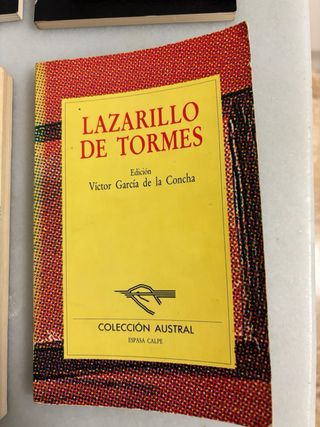 LAZARILLO
DE TORMES
Edición
Víctor García de la Concha
COLECCIÓN AUSTRAL
ESPASA CALPE